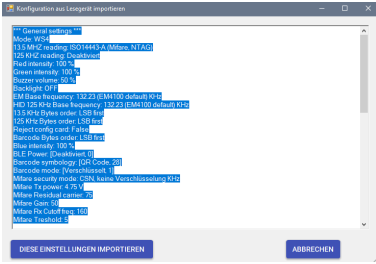 Konfiguration aus Lesegerät importieren
*** General settings ***
Mode: WS4
13.5 MHZ reading: ISO14443-A (Mifare, NTAG)
125 KHZ reading: Deaktiviert
Red intensity: 100 %
Green intensity: 100 %
Buzzer volume: 50 %
Backlight: OFF
EM Base frequency: 132.23 (EM4100 default) KHz
HID 125 KHz Base frequency: 132.23 (EM4100 default) KHz
13.5 KHz Bytes order: LSB first
125 KHz Bytes order: LSB first
Reject config card: False
Barcode Bytes order: LSB first
Blue intensity: 100 %
BLE Power: [Deaktiviert, 0]
Barcode symbology: [QR Code, 28]
Barcode mode: [Verschlüsselt, 1]
Mifare security mode: CSN, keine Verschlüsselung KHz
Mifare Tx power: 4.75 V
Mifare Residual carrier: 75
Mifare Gain: 50
Mifare Rx Cutoff freq: 160
Mifare Treshold: 5
DIESE EINSTELLUNGEN IMPORTIEREN
ABBRECHEN